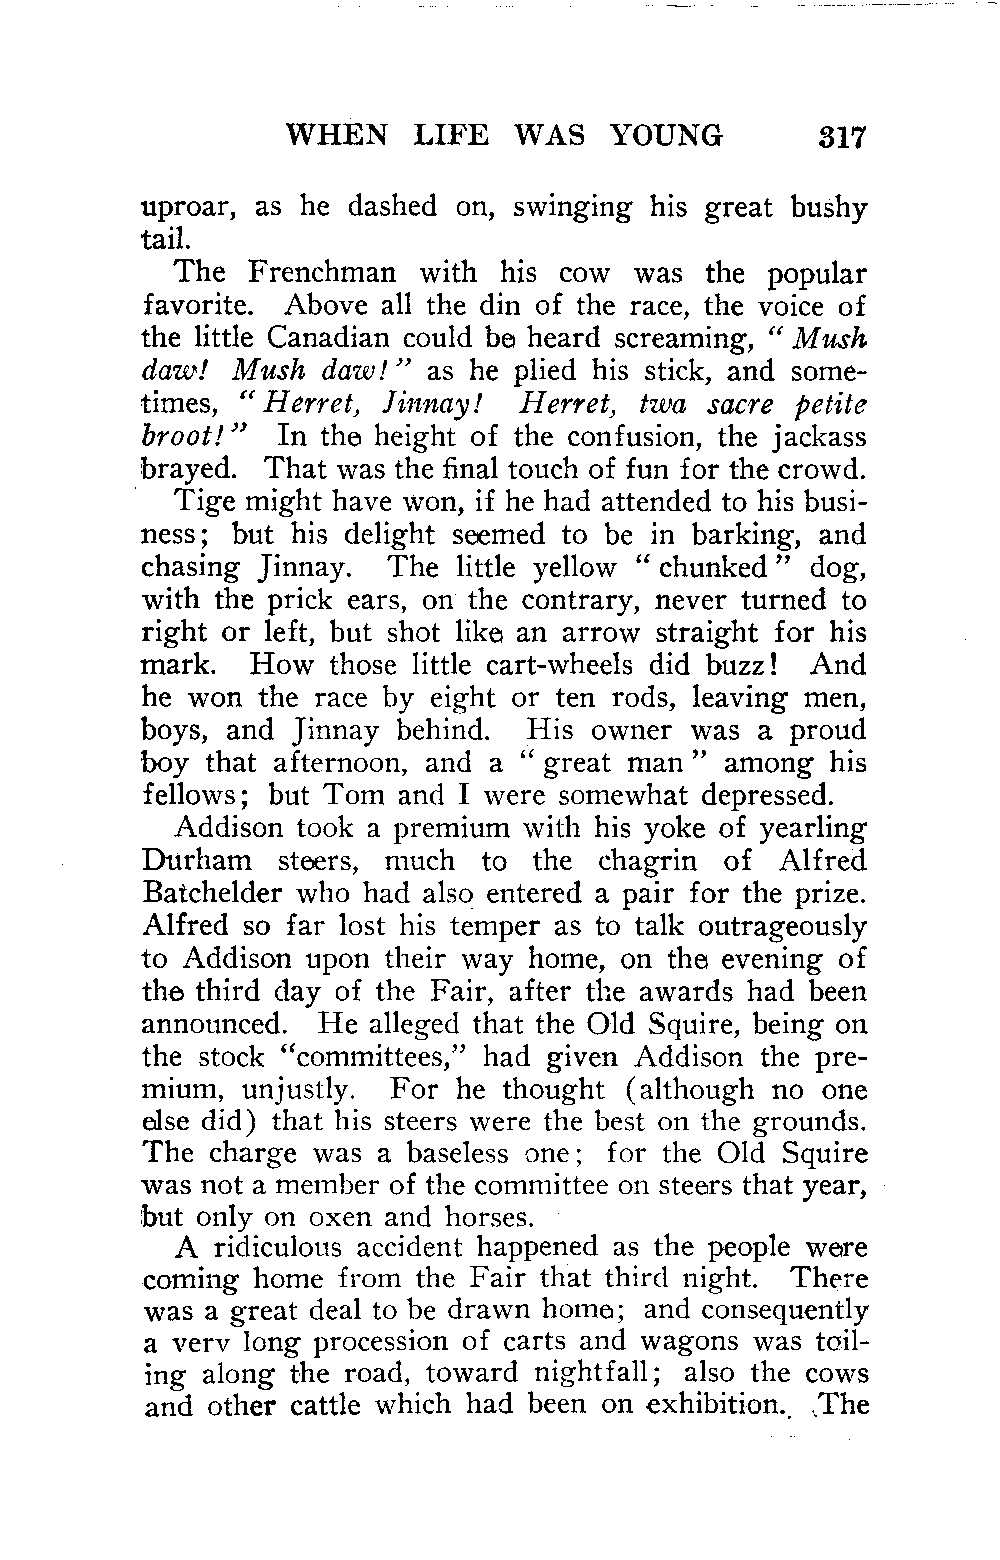 WHEN LIFE WAS YOUNG 317
uproar, as he dashed on, swinging his great bushy
tail.
The Frenchman with his cow was the popular
favorite. Above all the din of the race, the voice of
the little Canadian could be heard screaming, “ Mush
daw! Mush daw! ” as he plied his stick, and some-
times, “ Herret, Jinnay! Herret, twa sacre petite
broot! ” In the height of the confusion, the jackass
brayed. That was the final touch of fun for the crowd.
Tige might have won, if he had attended to his busi-
ness; but his delight seemed to be in barking, and
chasing Jinnay. The little yellow “ chunked ” dog,
with the prick ears, on the contrary, never turned to
right or left, but shot like an arrow straight for his
mark. How those little cart-wheels did buzz! And
he won the race by eight or ten rods, leaving men,
boys, and Jinnay behind. His owner was a proud
boy that afternoon, and a “ great man ” among his
fellows; but Tom and I were somewhat depressed.
Addison took a premium with his yoke of yearling
Durham steers, much to the chagrin of Alfred
Batchelder who had also entered a pair for the prize.
Alfred so far lost his temper as to talk outrageously
to Addison upon their way home, on the evening of
the third day of the Fair, after the awards had been
announced. He alleged that the Old Squire, being on
the stock “committees,” had given Addison the pre-
mium, unjustly. For he thought (although no one
else did) that his steers were the best on the grounds.
The charge was a baseless one; for the Old Squire
was not a member of the committee on steers that year,
but only on oxen and horses.
A ridiculous accident happened as the people were
coming home from the Fair that third night. There
was a great deal to be drawn home; and consequently
a very long procession of carts and wagons was toil-
ing along the road, toward nightfall; also the cows
and other cattle which had been on exhibition. The